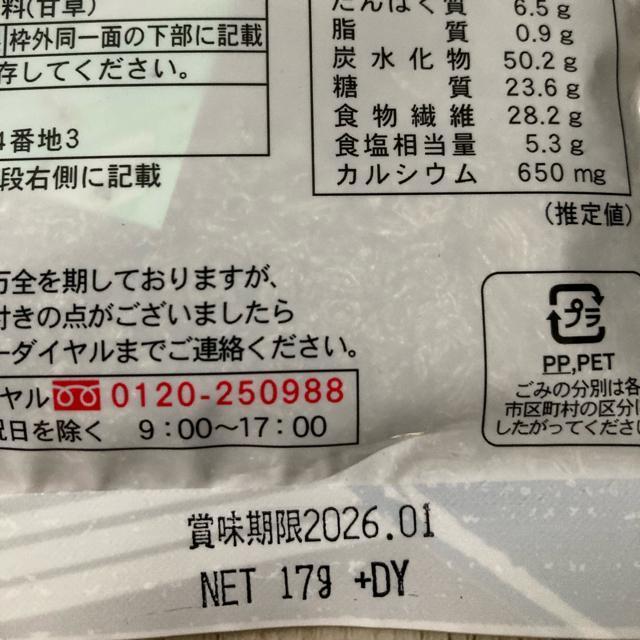 料(甘草)
枠外同一面の下部に記載
存してください。
4番地3
段右側に記載
たんぱく質 6.5g
脂質 0.9g
炭水化物 50.2g
糖質 23.6g
食物繊維 28.2g
食塩相当量 5.3g
カルシウム 650mg
(推定値)
万全を期しておりますが、
付きの点がございましたら
ーダイヤルまでご連絡ください。
ヤル 0120-250988
祝日を除く 9:00〜17:00
プラ
PP,PET
ごみの分別は各
市区町村の区分に
したがってください
賞味期限2026.01
NET 17g +DY